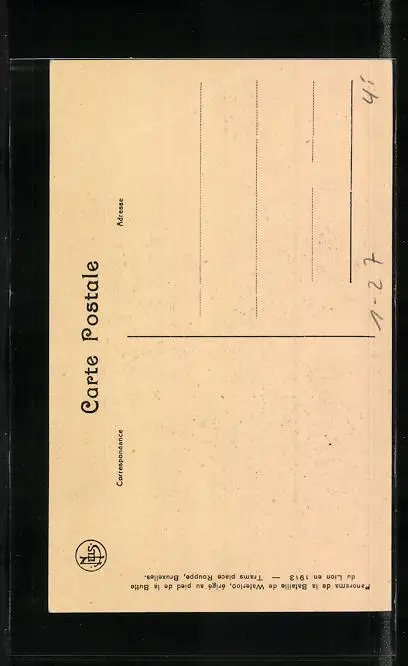 Carte Postale
Correspondance
Adresse
Panorama de la Bataille de Waterloo, érigé au pied de la Butte
du Lion en 1913 — Trams place Rouppe, Bruxelles.
1-27